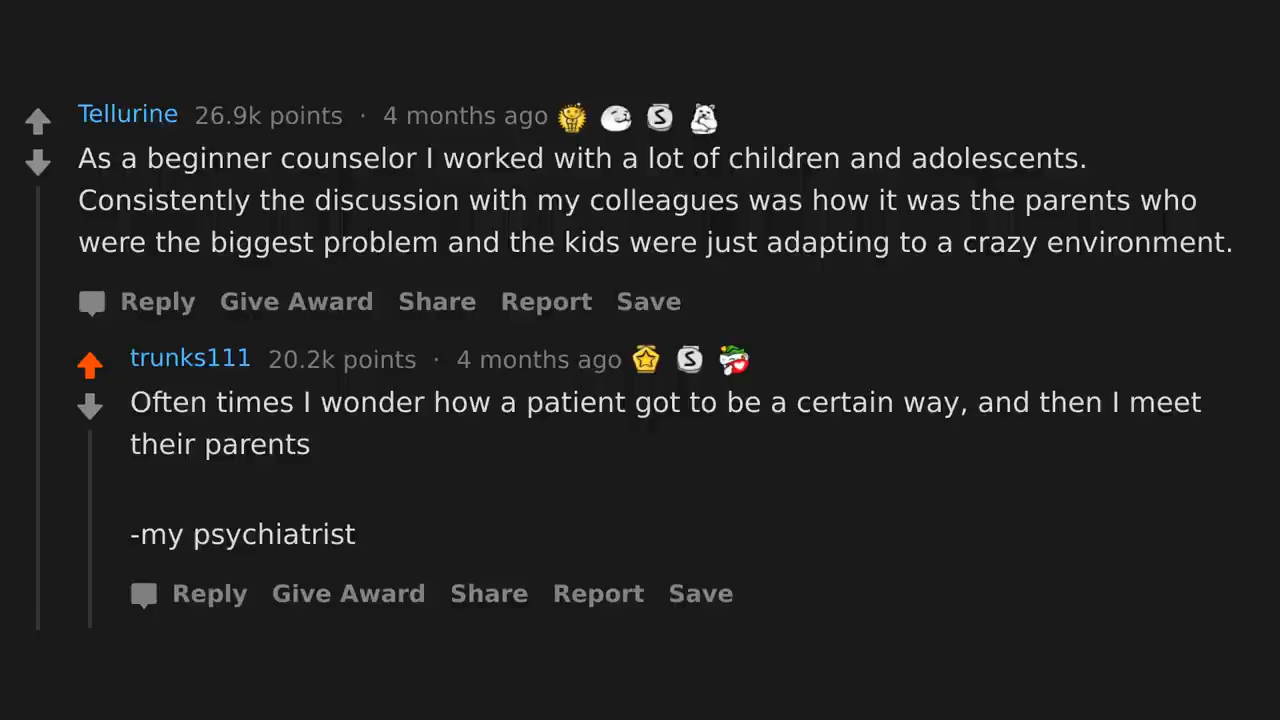 Tellurine 26.9k points · 4 months ago
As a beginner counselor I worked with a lot of children and adolescents.
Consistently the discussion with my colleagues was how it was the parents who
were the biggest problem and the kids were just adapting to a crazy environment.
Reply Give Award Share Report Save
trunks111 20.2k points · 4 months ago
Often times I wonder how a patient got to be a certain way, and then I meet
their parents
-my psychiatrist
Reply Give Award Share Report Save